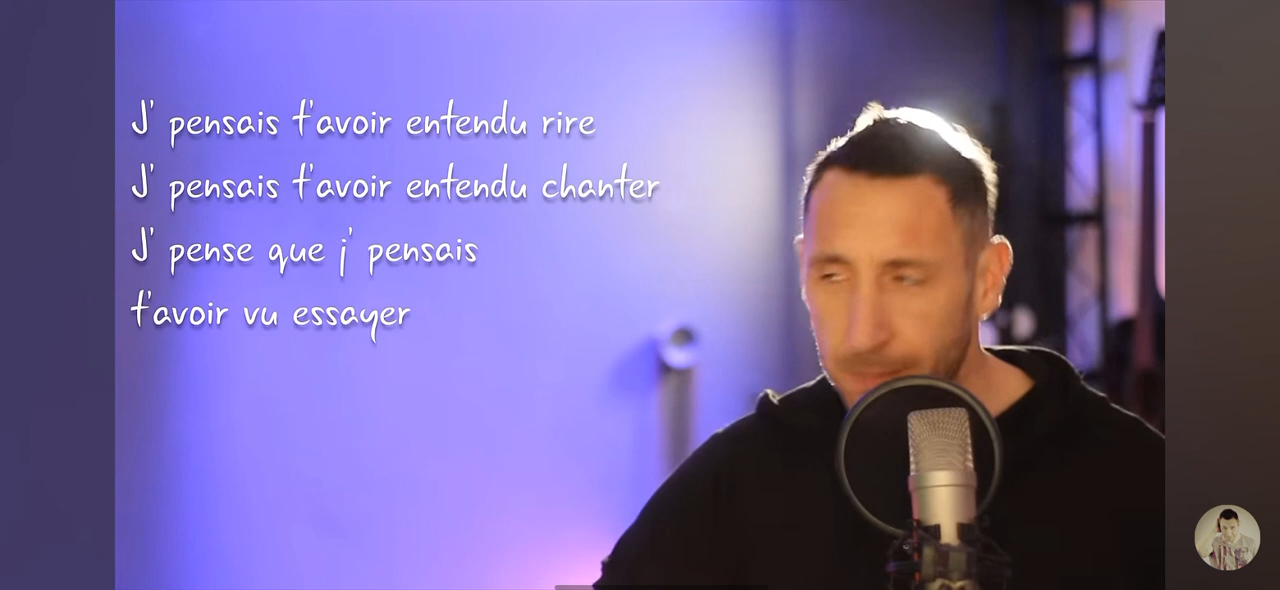 J' pensais t'avoir entendu rire
J' pensais t'avoir entendu chanter
J' pense que j' pensais
t'avoir vu essayer